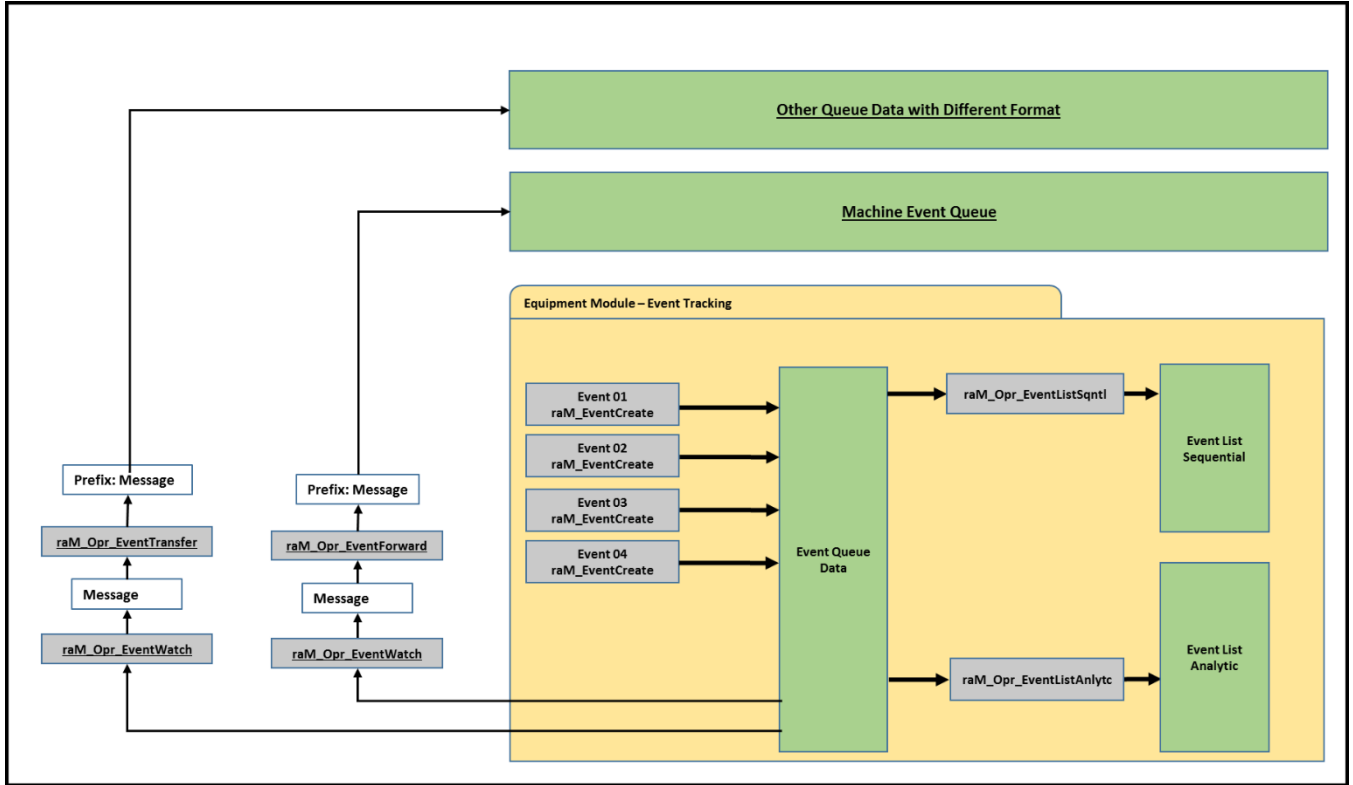 Other Queue Data with Different Format
Machine Event Queue
Equipment Module – Event Tracking
Event 01
raM_EventCreate
Event 02
raM_EventCreate
Event 03
raM_EventCreate
Event 04
raM_EventCreate
Event Queue
Data
raM_Opr_EventListSqntl
Event List
Sequential
raM_Opr_EventListAnlytc
Event List
Analytic
Prefix: Message
raM_Opr_EventTransfer
Message
raM_Opr_EventWatch
Prefix: Message
raM_Opr_EventForward
Message
raM_Opr_EventWatch